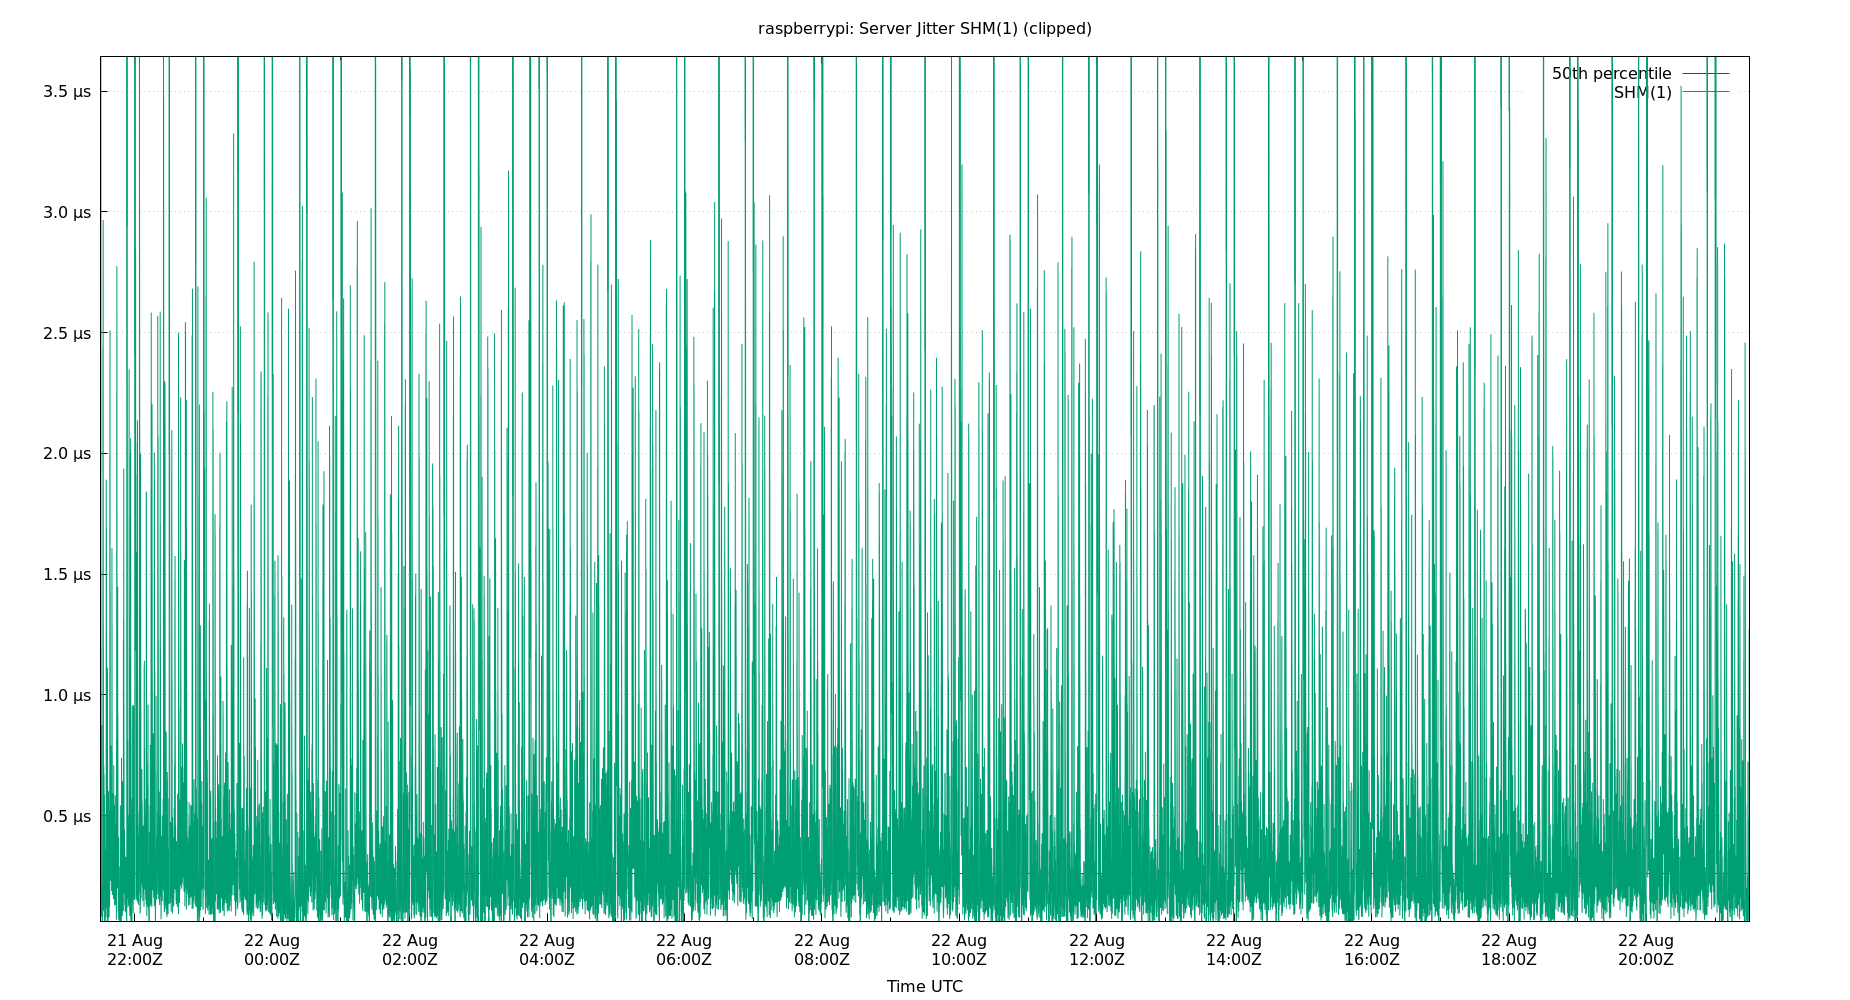 raspberrypi: Server Jitter SHM(1) (clipped)
50th percentile
SHM(1)
3.5 µs
3.0 µs
2.5 µs
2.0 µs
1.5 µs
1.0 µs
0.5 µs
21 Aug 22 Aug 22 Aug 22 Aug 22 Aug 22 Aug 22 Aug 22 Aug 22 Aug 22 Aug 22 Aug 22 Aug
22:00Z 00:00Z 02:00Z 04:00Z 06:00Z 08:00Z 10:00Z 12:00Z 14:00Z 16:00Z 18:00Z 20:00Z
Time UTC